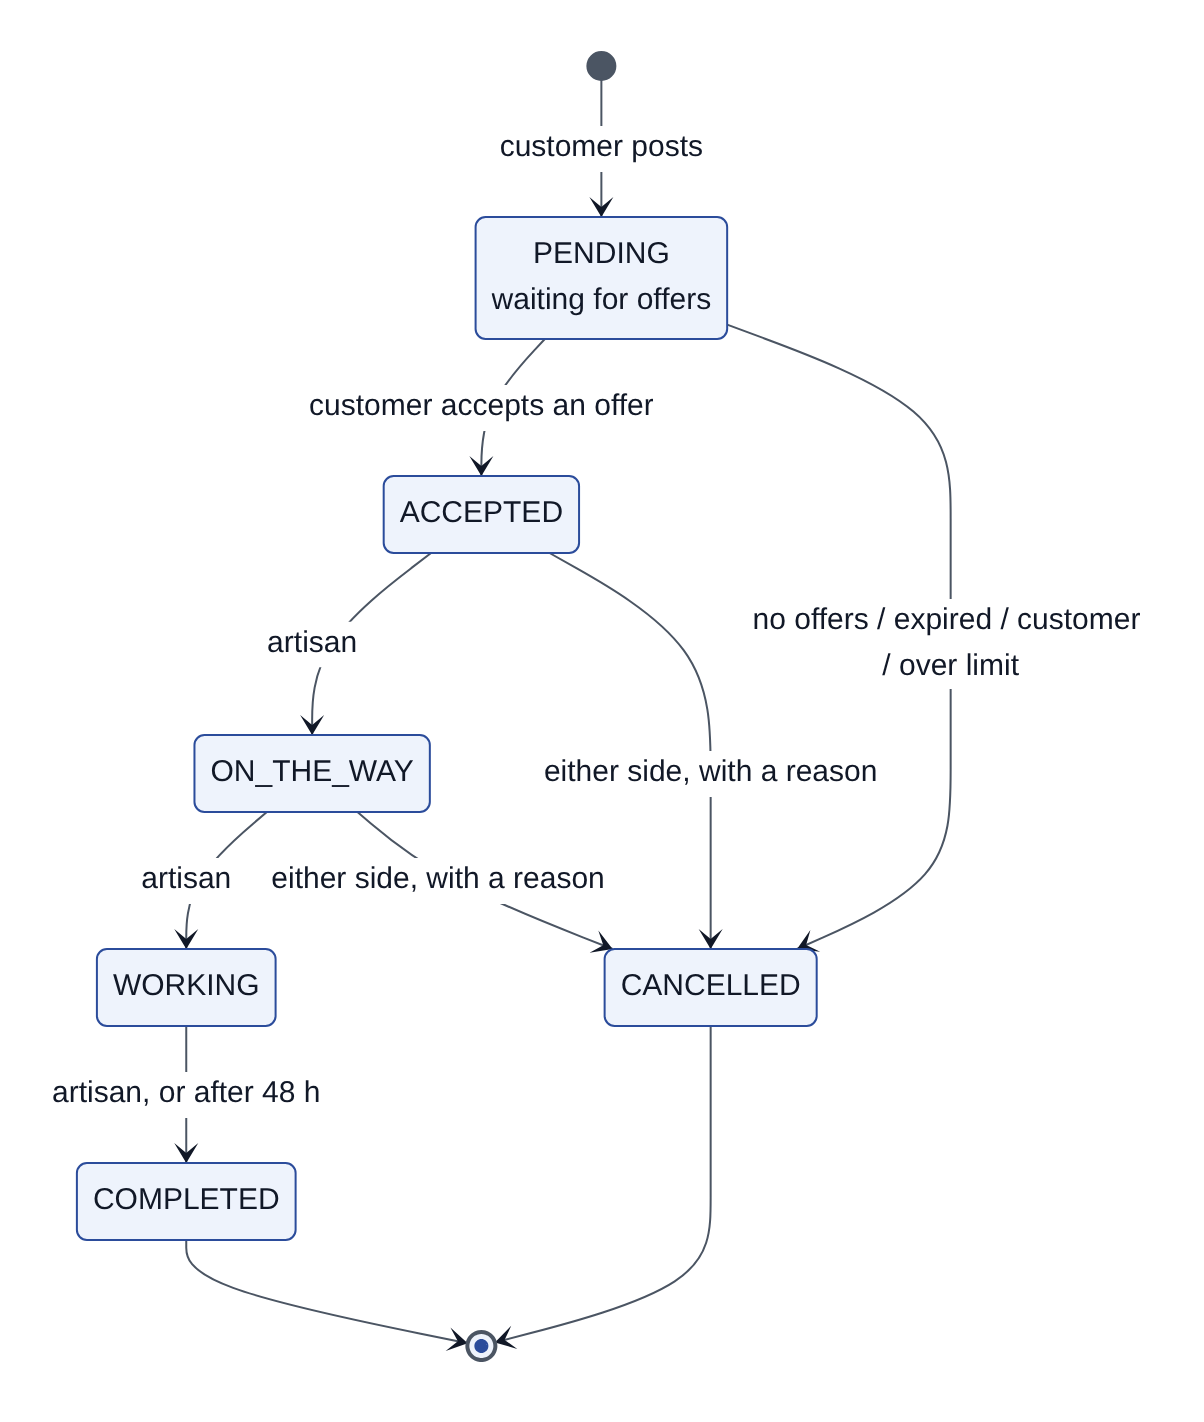 customer posts
PENDING
waiting for offers
customer accepts an offer
ACCEPTED
no offers / expired / customer
/ over limit
artisan
ON_THE_WAY
either side, with a reason
artisan
either side, with a reason
WORKING
CANCELLED
artisan, or after 48 h
COMPLETED